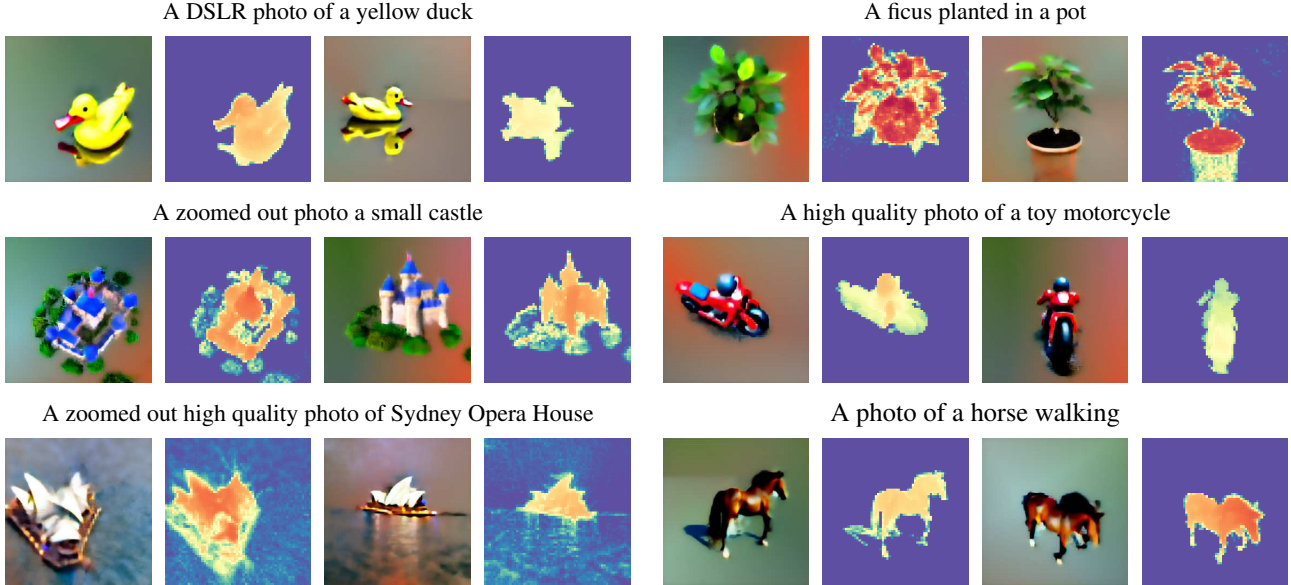 A DSLR photo of a yellow duck
A ficus planted in a pot
A zoomed out photo a small castle
A high quality photo of a toy motorcycle
A zoomed out high quality photo of Sydney Opera House
A photo of a horse walking